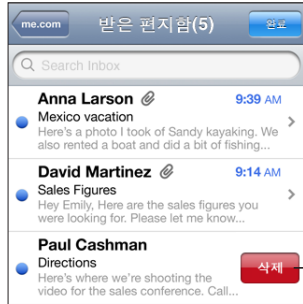 me.com 받은 편지함(5) 완료
Search Inbox
Anna Larson 9:39 AM
Mexico vacation
Here's a photo I took of Sandy kayaking. We
also rented a boat and did a bit of fishing...
David Martinez 9:14 AM
Sales Figures
Hey Emily, Here are the sales figures you
were looking for. Please let me know...
Paul Cashman
Directions 삭제
Here's where we're shooting the
video for the sales conference. Call...